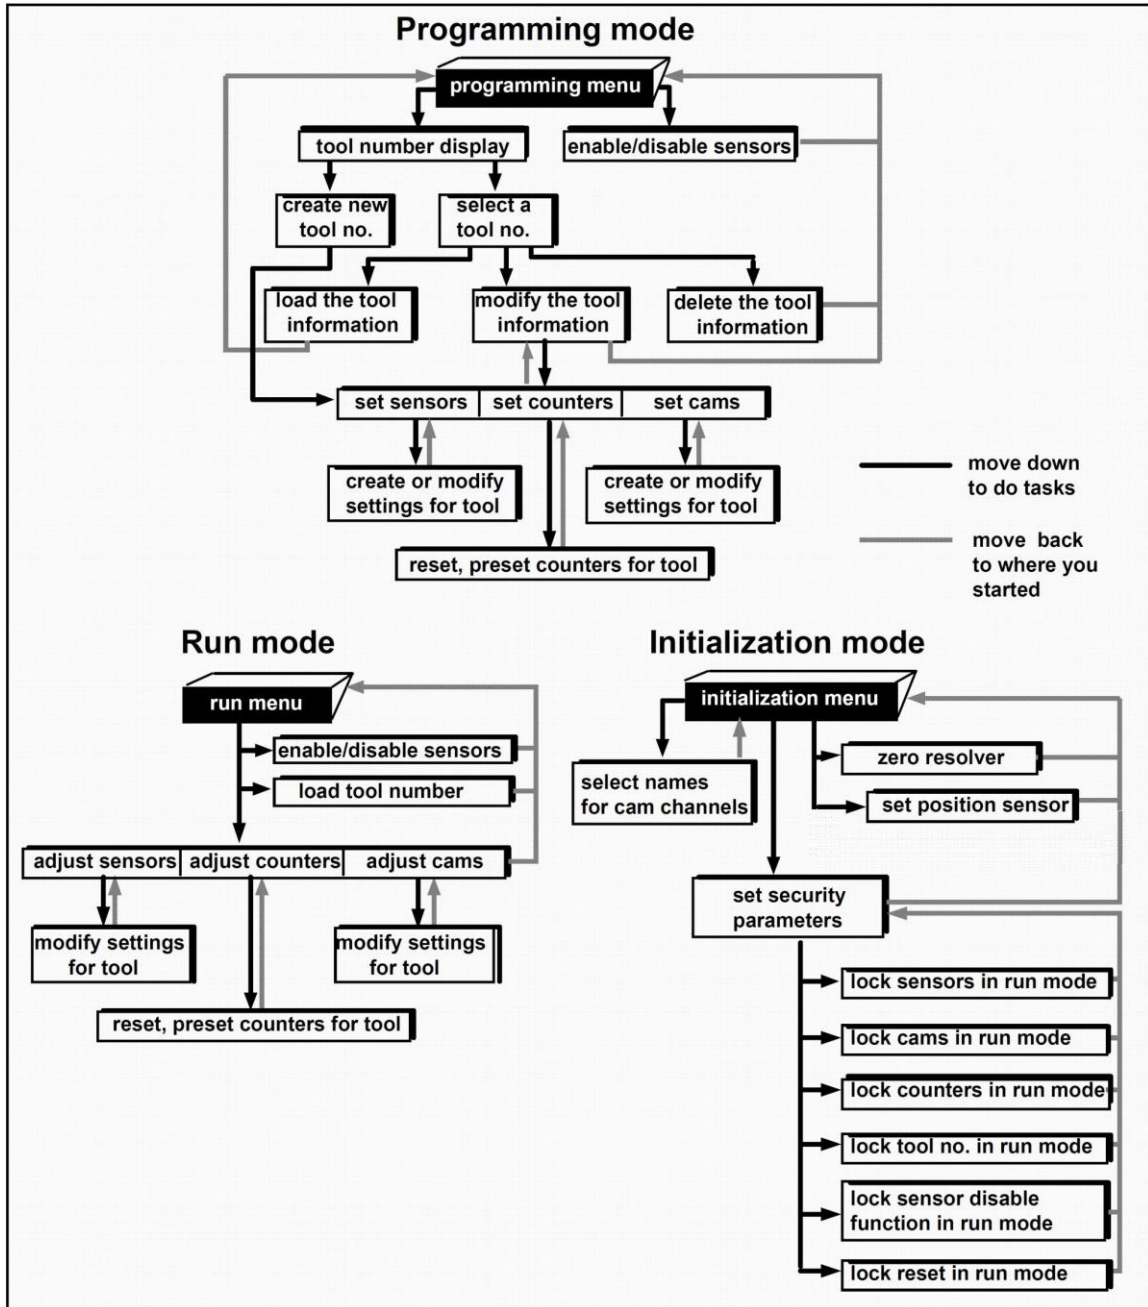 Programming mode
programming menu
tool number display
enable/disable sensors
create new
tool no.
select a
tool no.
load the tool
information
modify the tool
information
delete the tool
information
set sensors
set counters
set cams
create or modify
settings for tool
create or modify
settings for tool
reset, preset counters for tool
move down
to do tasks
move back
to where you
started
Run mode
run menu
enable/disable sensors
load tool number
adjust sensors
adjust counters
adjust cams
modify settings
for tool
modify settings
for tool
reset, preset counters for tool
Initialization mode
initialization menu
select names
for cam channels
zero resolver
set position sensor
set security
parameters
lock sensors in run mode
lock cams in run mode
lock counters in run mode
lock tool no. in run mode
lock sensor disable
function in run mode
lock reset in run mode